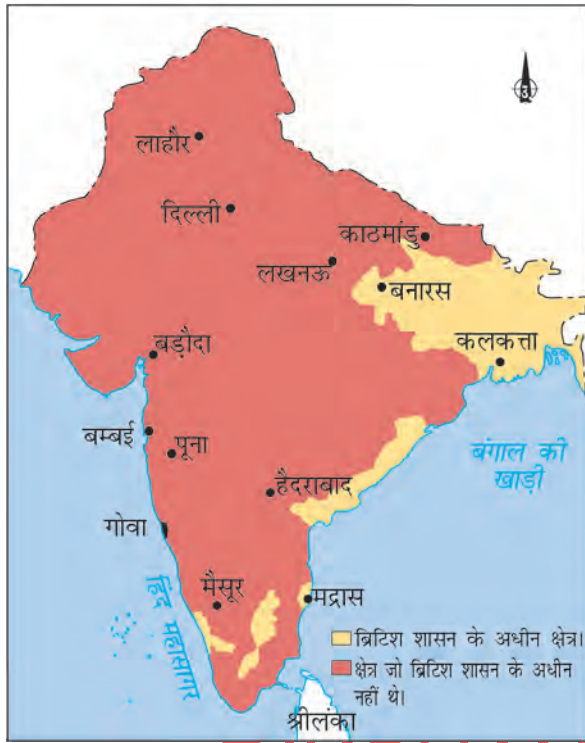 लाहौर
दिल्ली
काठमांडु
लखनऊ
बनारस
कलकत्ता
बड़ौदा
बम्बई
पूना
बंगाल की
खाड़ी
हैदराबाद
गोवा
मैसूर
मद्रास
हिंद महासागर
ब्रिटिश शासन के अधीन क्षेत्र।
क्षेत्र जो ब्रिटिश शासन के अधीन
नहीं थे।
श्रीलंका